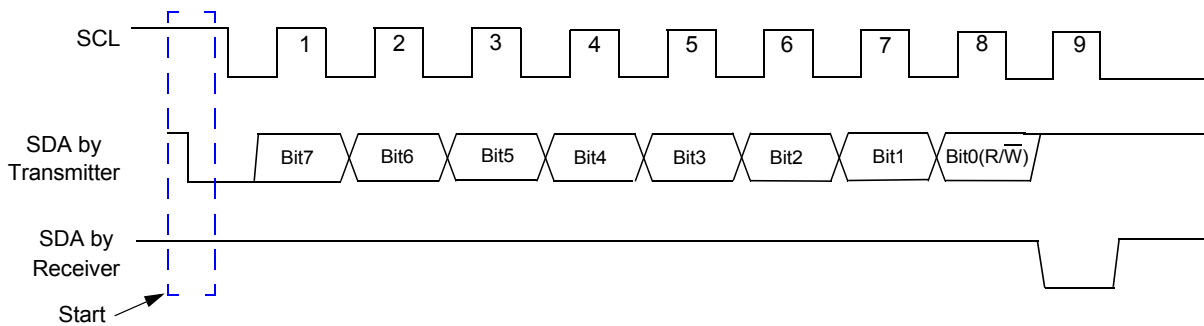 SCL
1 2 3 4 5 6 7 8 9
SDA by
Transmitter
Bit7 Bit6 Bit5 Bit4 Bit3 Bit2 Bit1 Bit0(R/W̅)
SDA by
Receiver
Start